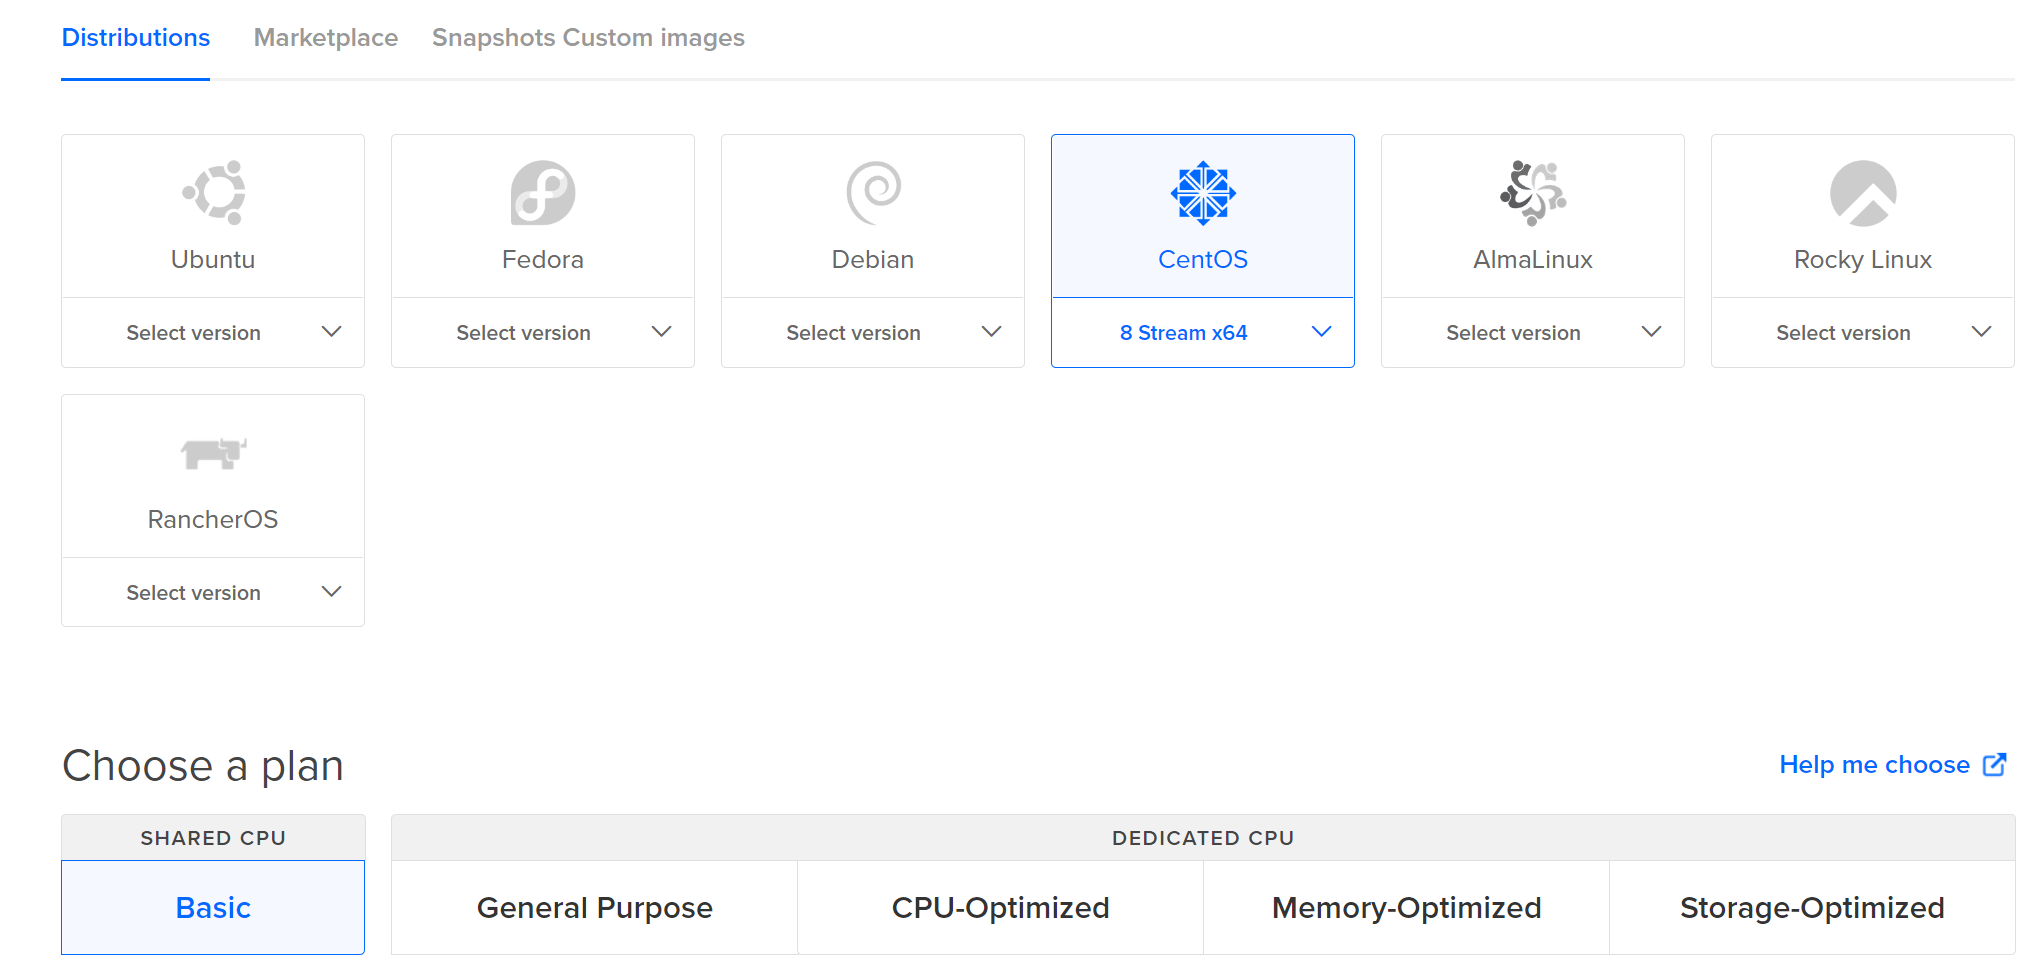 Distributions Marketplace Snapshots Custom images
Ubuntu Fedora Debian CentOS AlmaLinux Rocky Linux
Select version Select version Select version 8 Stream x64 Select version Select version
RancherOS
Select version
Choose a plan Help me choose
SHARED CPU DEDICATED CPU
Basic General Purpose CPU-Optimized Memory-Optimized Storage-Optimized